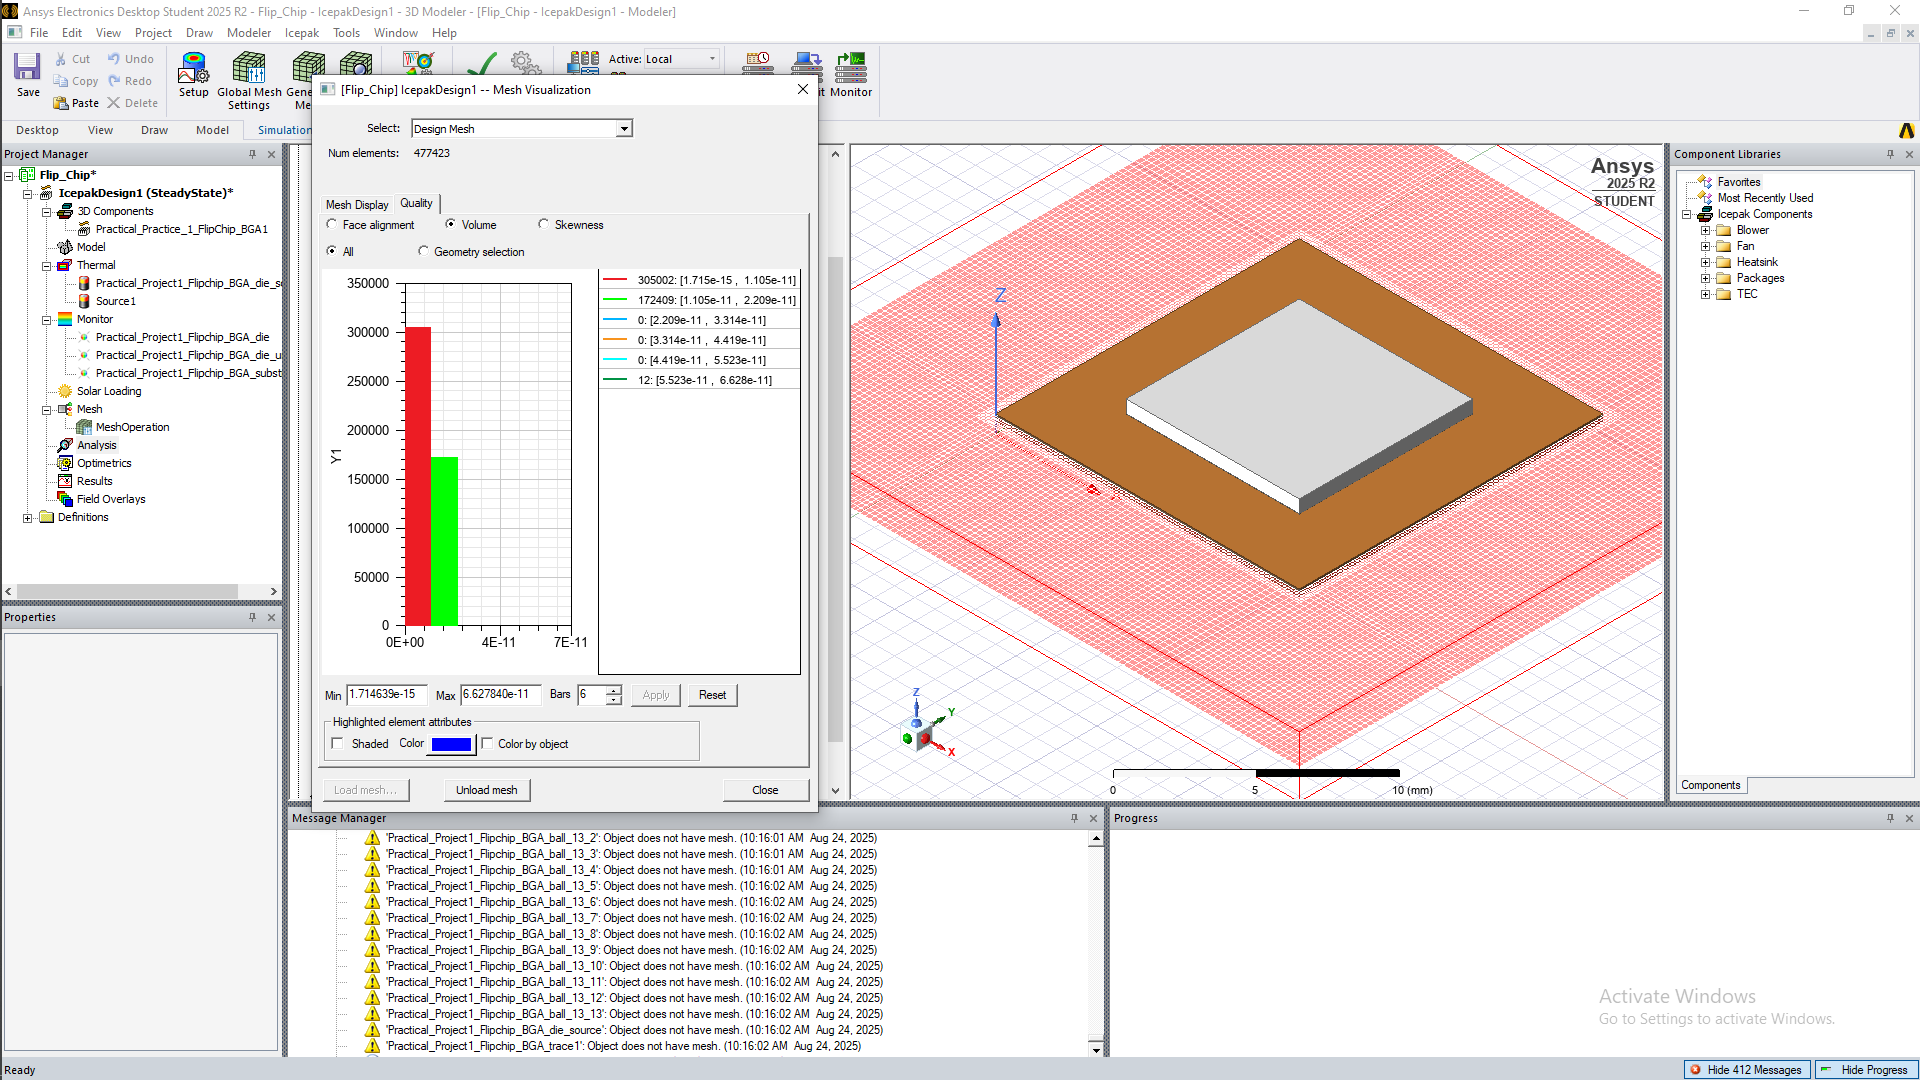 Ansys Electronics Desktop Student 2025 R2 - Flip_Chip - IcepakDesign1 - 3D Modeler - [Flip_Chip - IcepakDesign1 - Modeler]
File Edit View Project Draw Modeler Icepak Tools Window Help
Save
Cut
Copy
Paste
Undo
Redo
Delete
Setup
Global Mesh
Settings
Active: Local
Monitor
Desktop View Draw Model Simulation
Project Manager
Flip_Chip*
IcepakDesign1 (SteadyState)*
3D Components
Practical_Practice_1_FlipChip_BGA1
Model
Thermal
Practical_Project1_Flipchip_BGA_die_s
Source1
Monitor
Practical_Project1_Flipchip_BGA_die
Practical_Project1_Flipchip_BGA_die_u
Practical_Project1_Flipchip_BGA_subst
Solar Loading
Mesh
MeshOperation
Analysis
Optimetrics
Results
Field Overlays
Definitions
Properties
[Flip_Chip] IcepakDesign1 -- Mesh Visualization
Select: Design Mesh
Num elements: 477423
Mesh Display Quality
Face alignment Volume Skewness
All Geometry selection
350000
300000
250000
200000
150000
100000
50000
0
Y1
0E+00 4E-11 7E-11
305002: [1.715e-15 , 1.105e-11]
172409: [1.105e-11 , 2.209e-11]
0: [2.209e-11 , 3.314e-11]
0: [3.314e-11 , 4.419e-11]
0: [4.419e-11 , 5.523e-11]
12: [5.523e-11 , 6.628e-11]
Min 1.714639e-15 Max 6.627840e-11 Bars 6 Apply Reset
Highlighted element attributes
Shaded Color Color by object
Load mesh... Unload mesh Close
Ansys
2025 R2
STUDENT
Z
Z
Y
X
0 5 10 (mm)
Component Libraries
Favorites
Most Recently Used
Icepak Components
Blower
Fan
Heatsink
Packages
TEC
Components
Message Manager
'Practical_Project1_Flipchip_BGA_ball_13_2': Object does not have mesh. (10:16:01 AM Aug 24, 2025)
'Practical_Project1_Flipchip_BGA_ball_13_3': Object does not have mesh. (10:16:01 AM Aug 24, 2025)
'Practical_Project1_Flipchip_BGA_ball_13_4': Object does not have mesh. (10:16:01 AM Aug 24, 2025)
'Practical_Project1_Flipchip_BGA_ball_13_5': Object does not have mesh. (10:16:02 AM Aug 24, 2025)
'Practical_Project1_Flipchip_BGA_ball_13_6': Object does not have mesh. (10:16:02 AM Aug 24, 2025)
'Practical_Project1_Flipchip_BGA_ball_13_7': Object does not have mesh. (10:16:02 AM Aug 24, 2025)
'Practical_Project1_Flipchip_BGA_ball_13_8': Object does not have mesh. (10:16:02 AM Aug 24, 2025)
'Practical_Project1_Flipchip_BGA_ball_13_9': Object does not have mesh. (10:16:02 AM Aug 24, 2025)
'Practical_Project1_Flipchip_BGA_ball_13_10': Object does not have mesh. (10:16:02 AM Aug 24, 2025)
'Practical_Project1_Flipchip_BGA_ball_13_11': Object does not have mesh. (10:16:02 AM Aug 24, 2025)
'Practical_Project1_Flipchip_BGA_ball_13_12': Object does not have mesh. (10:16:02 AM Aug 24, 2025)
'Practical_Project1_Flipchip_BGA_ball_13_13': Object does not have mesh. (10:16:02 AM Aug 24, 2025)
'Practical_Project1_Flipchip_BGA_die_source': Object does not have mesh. (10:16:02 AM Aug 24, 2025)
'Practical_Project1_Flipchip_BGA_trace1': Object does not have mesh. (10:16:02 AM Aug 24, 2025)
Progress
Activate Windows
Go to Settings to activate Windows.
Ready
Hide 412 Messages
Hide Progress